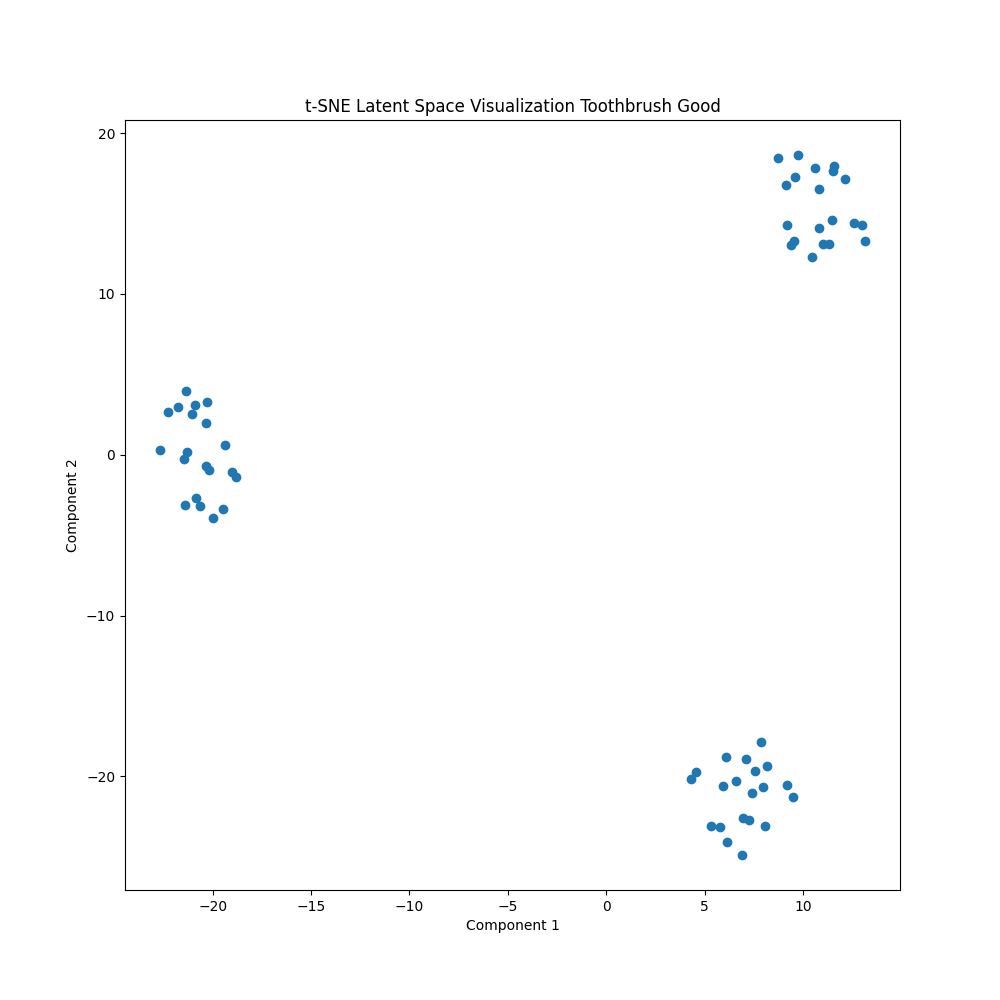 t-SNE Latent Space Visualization Toothbrush Good
20
10
0
−10
−20
Component 2
−20 −15 −10 −5 0 5 10
Component 1